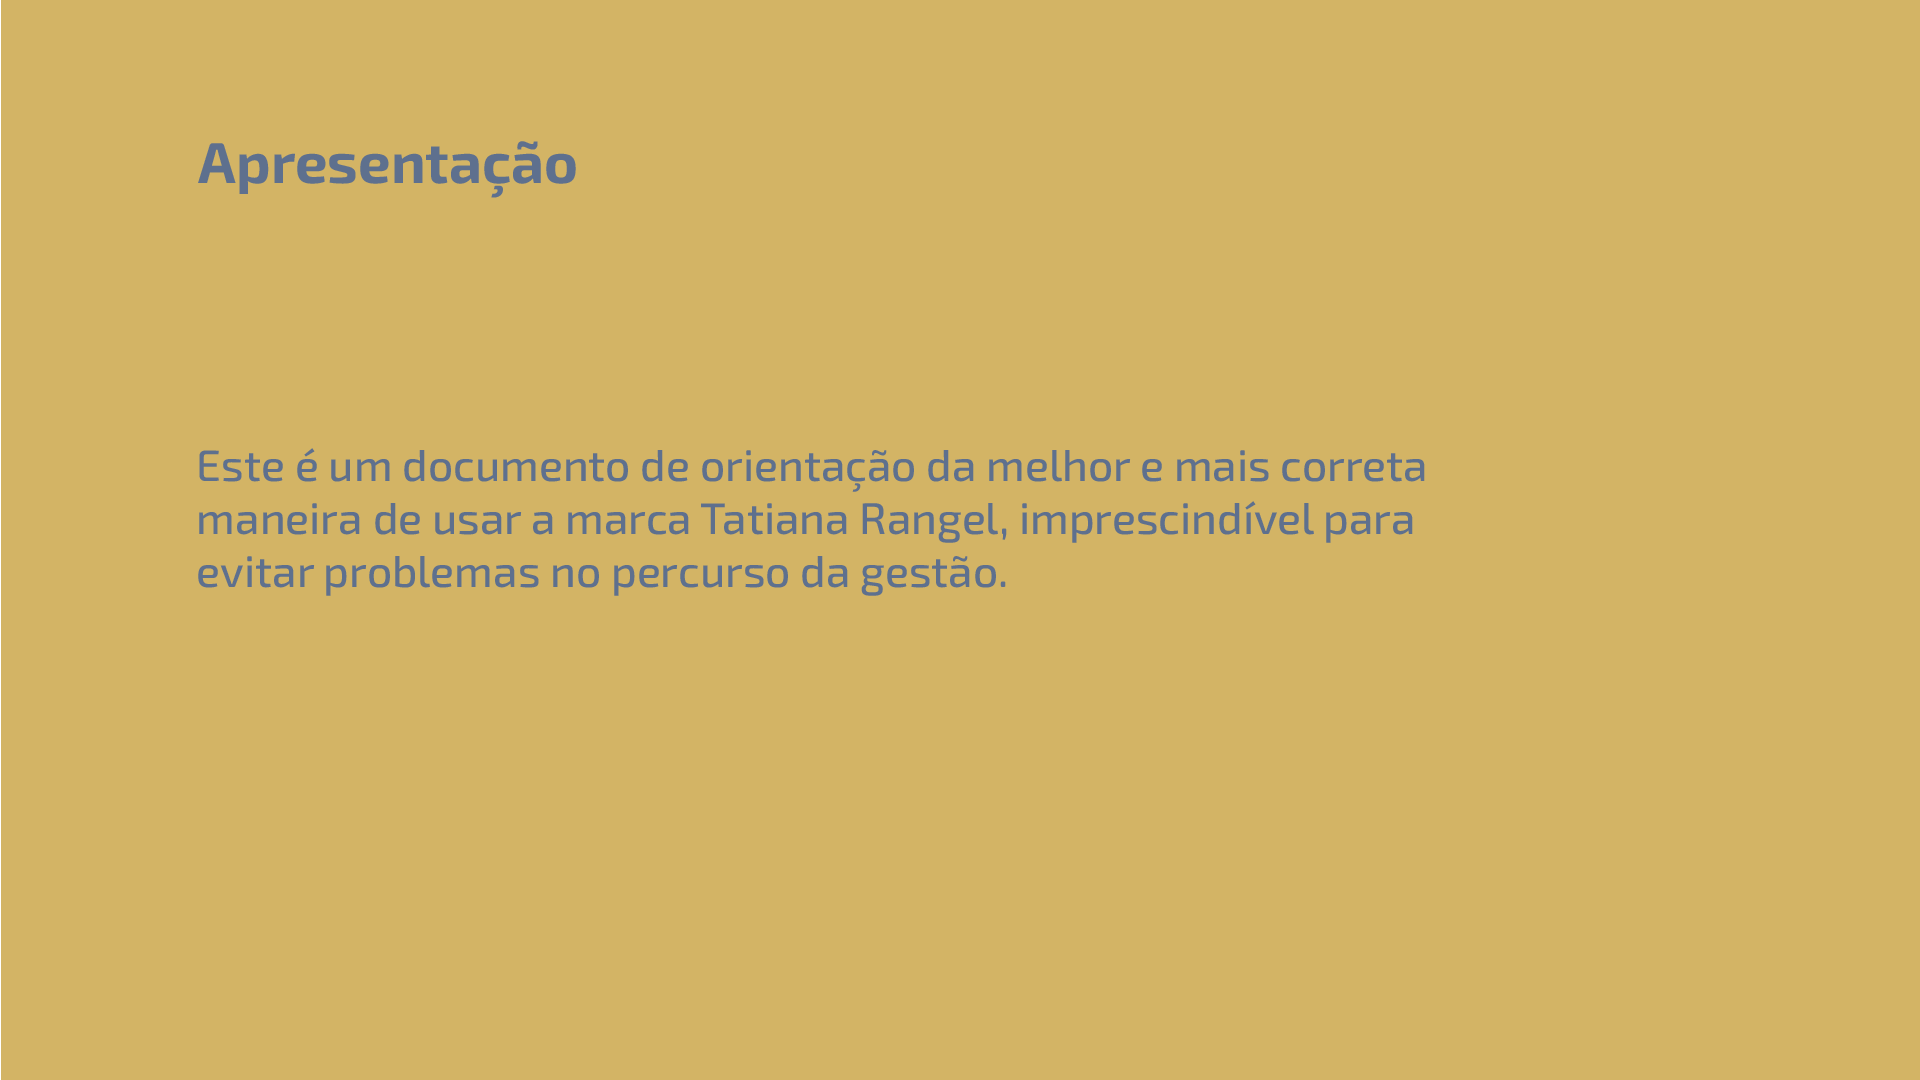 Apresentação
Este é um documento de orientação da melhor e mais correta
maneira de usar a marca Tatiana Rangel, imprescindível para
evitar problemas no percurso da gestão.